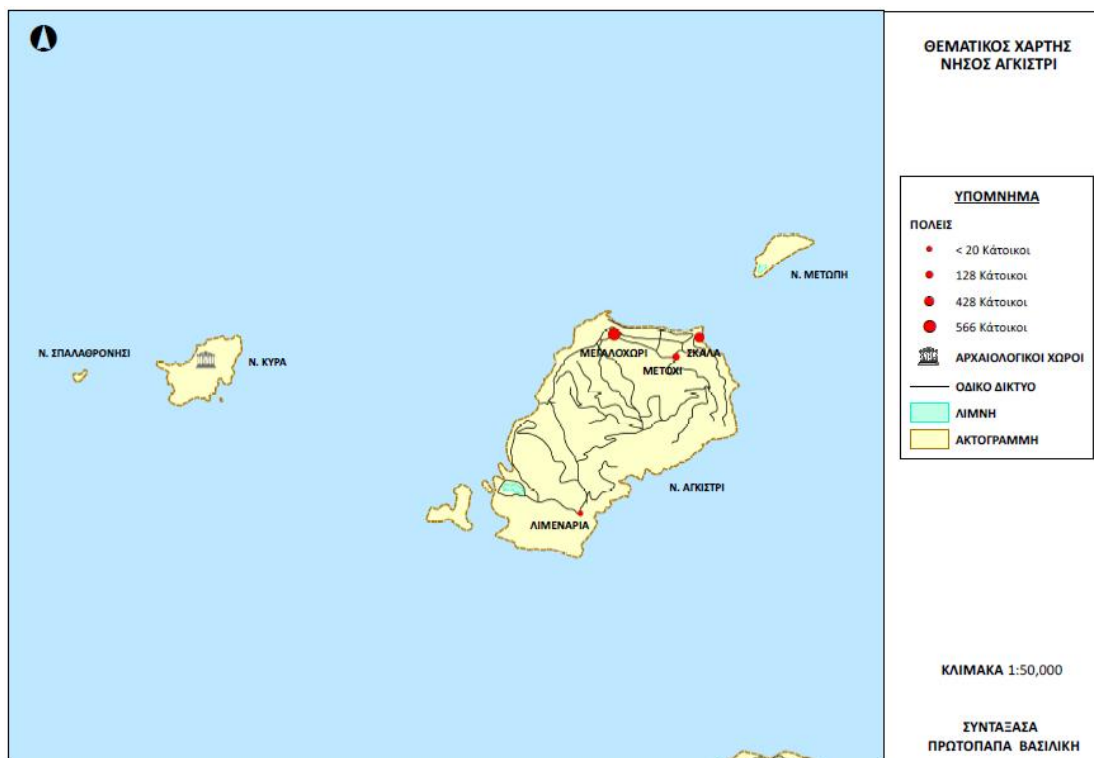 ΘΕΜΑΤΙΚΟΣ ΧΑΡΤΗΣ
ΝΗΣΟΣ ΑΓΚΙΣΤΡΙ
ΥΠΟΜΝΗΜΑ
ΠΟΛΕΙΣ
< 20 Κάτοικοι
128 Κάτοικοι
428 Κάτοικοι
566 Κάτοικοι
ΑΡΧΑΙΟΛΟΓΙΚΟΙ ΧΩΡΟΙ
ΟΔΙΚΟ ΔΙΚΤΥΟ
ΛΙΜΝΗ
ΑΚΤΟΓΡΑΜΜΗ
Ν. ΜΕΤΩΠΗ
Ν. ΣΠΑΛΑΘΡΟΝΗΣΙ
Ν. ΚΥΡΑ
ΜΕΓΑΛΟΧΩΡΙ
ΣΚΑΛΑ
ΜΕΤΟΧΙ
Ν. ΑΓΚΙΣΤΡΙ
ΛΙΜΕΝΑΡΙΑ
ΚΛΙΜΑΚΑ 1:50,000
ΣΥΝΤΑΞΑΣΑ
ΠΡΩΤΟΠΑΠΑ ΒΑΣΙΛΙΚΗ